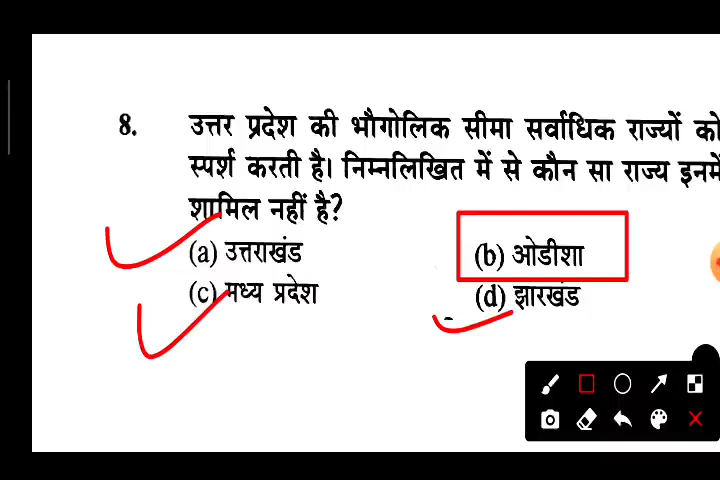 8. उत्तर प्रदेश की भौगोलिक सीमा सर्वाधिक राज्यों को
स्पर्श करती है। निम्नलिखित में से कौन सा राज्य इनमें
शामिल नहीं है?
(a) उत्तराखंड (b) ओडीशा
(c) मध्य प्रदेश (d) झारखंड